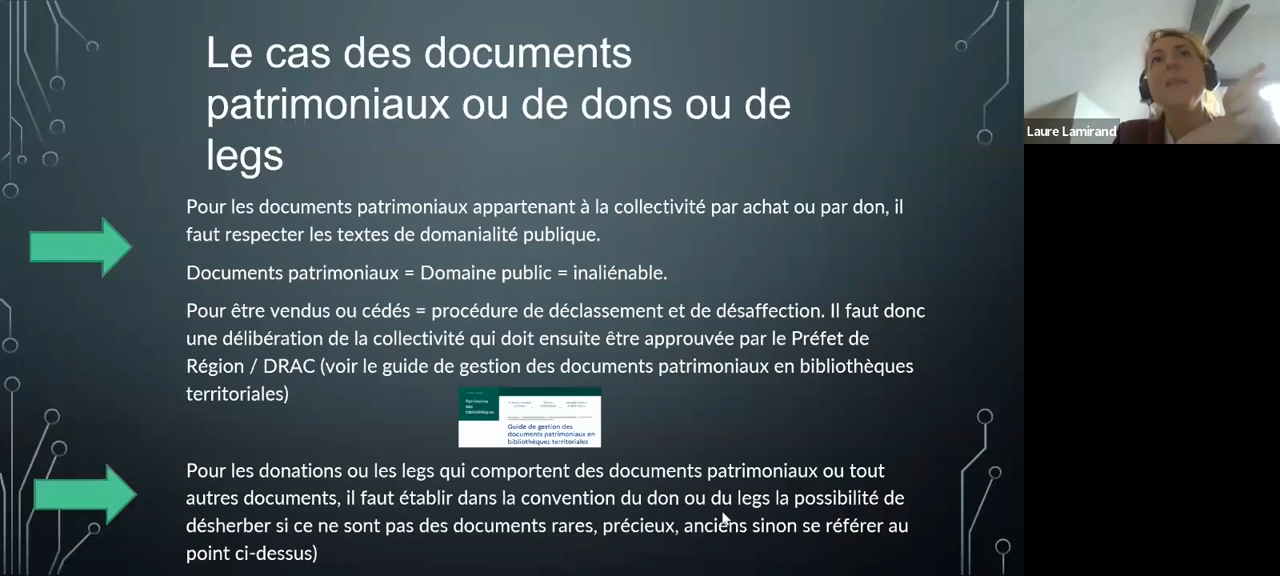 Le cas des documents
patrimoniaux ou de dons ou de
legs
Laure Lamirand
Pour les documents patrimoniaux appartenant à la collectivité par achat ou par don, il
faut respecter les textes de domanialité publique.
Documents patrimoniaux = Domaine public = inaliénable.
Pour être vendus ou cédés = procédure de déclassement et de désaffection. Il faut donc
une délibération de la collectivité qui doit ensuite être approuvée par le Préfet de
Région / DRAC (voir le guide de gestion des documents patrimoniaux en bibliothèques
territoriales)
Patrimoine
des
bibliothèques
Guide de gestion des
documents patrimoniaux en
bibliothèques territoriales
Pour les donations ou les legs qui comportent des documents patrimoniaux ou tout
autres documents, il faut établir dans la convention du don ou du legs la possibilité de
désherber si ce ne sont pas des documents rares, précieux, anciens sinon se référer au
point ci-dessus)